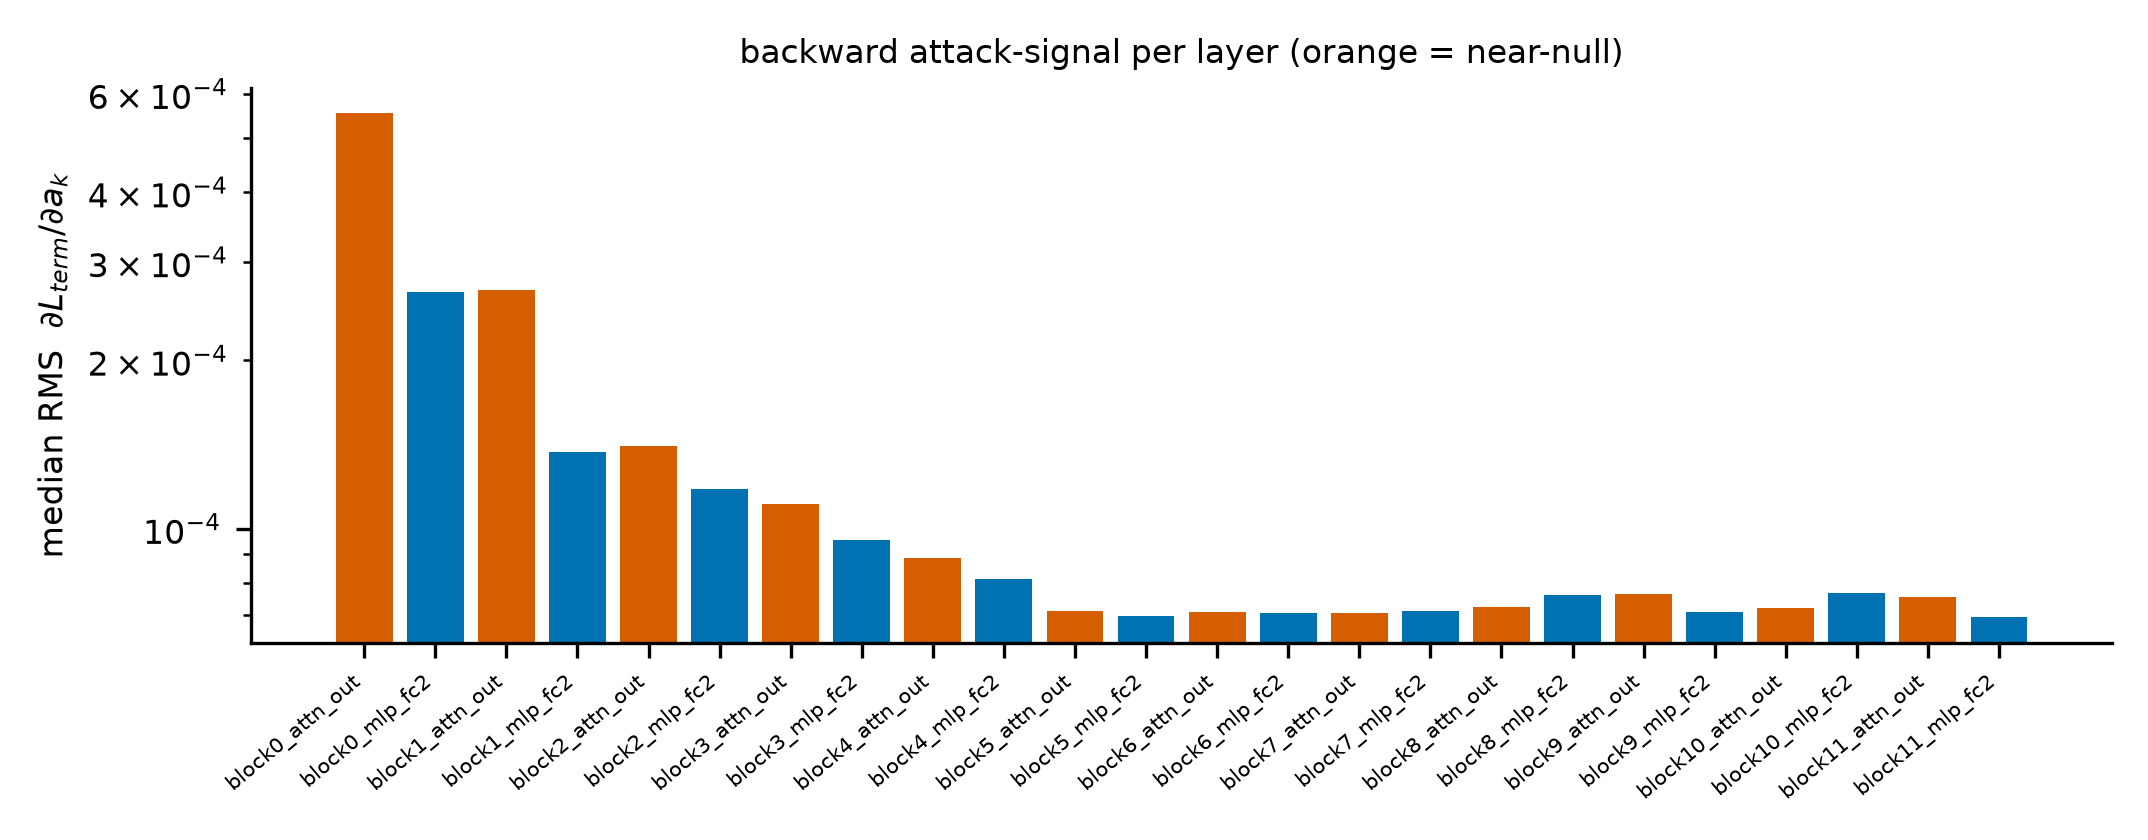 backward attack-signal per layer (orange = near-null)
median RMS ∂L_term/∂a_k
6 × 10⁻⁴
4 × 10⁻⁴
3 × 10⁻⁴
2 × 10⁻⁴
10⁻⁴
block0_attn_out
block0_mlp_fc2
block1_attn_out
block1_mlp_fc2
block2_attn_out
block2_mlp_fc2
block3_attn_out
block3_mlp_fc2
block4_attn_out
block4_mlp_fc2
block5_attn_out
block5_mlp_fc2
block6_attn_out
block6_mlp_fc2
block7_attn_out
block7_mlp_fc2
block8_attn_out
block8_mlp_fc2
block9_attn_out
block9_mlp_fc2
block10_attn_out
block10_mlp_fc2
block11_attn_out
block11_mlp_fc2